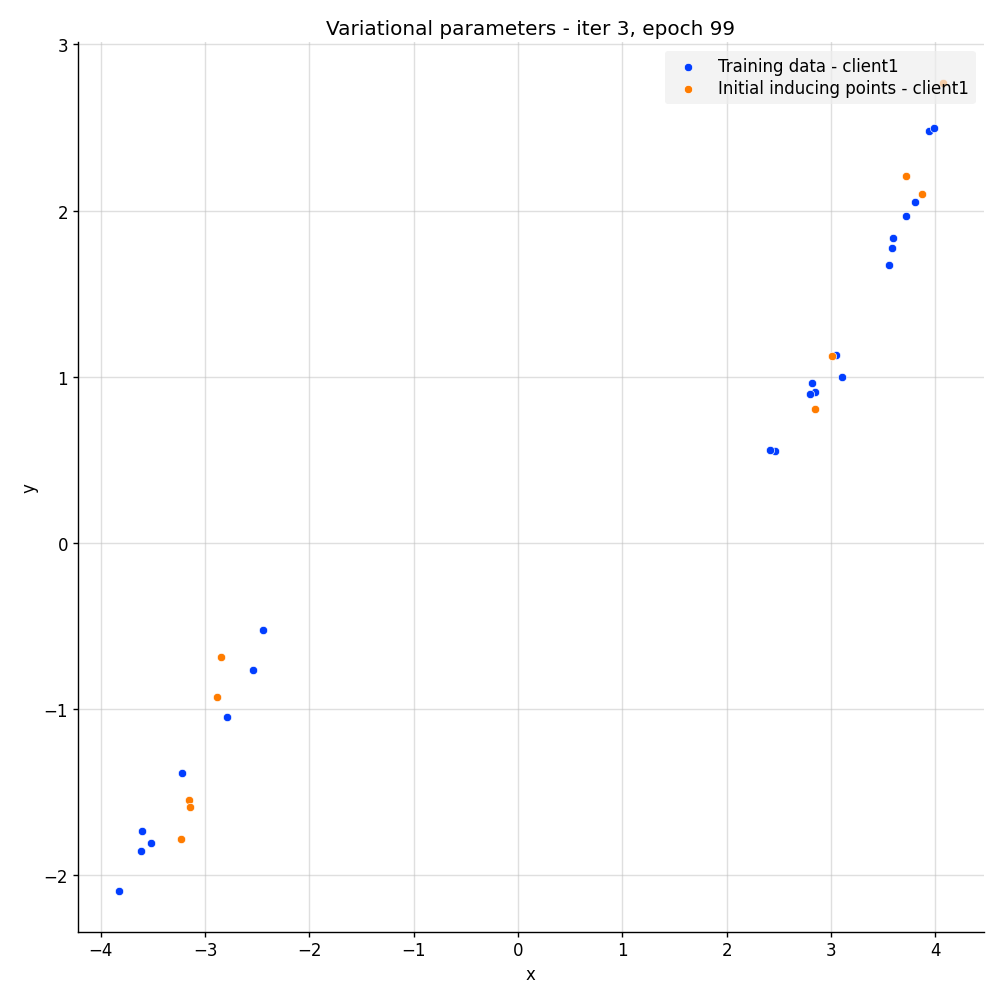 Variational parameters - iter 3, epoch 99
Training data - client1
Initial inducing points - client1
3
2
1
0
−1
−2
y
−4 −3 −2 −1 0 1 2 3 4
x